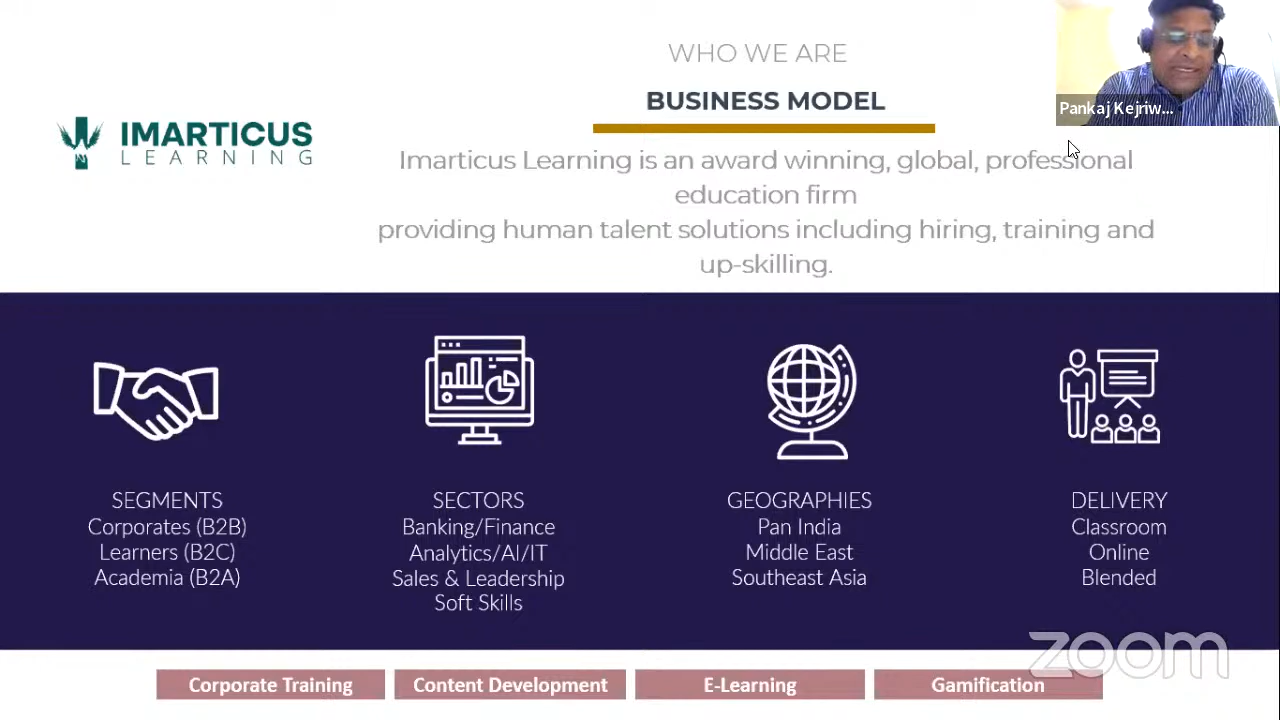 WHO WE ARE
BUSINESS MODEL
Pankaj Kejriw...
IMARTICUS
LEARNING
Imarticus Learning is an award winning, global, professional
education firm
providing human talent solutions including hiring, training and
up-skilling.
SEGMENTS
Corporates (B2B)
Learners (B2C)
Academia (B2A)
SECTORS
Banking/Finance
Analytics/AI/IT
Sales & Leadership
Soft Skills
GEOGRAPHIES
Pan India
Middle East
Southeast Asia
DELIVERY
Classroom
Online
Blended
zoom
Corporate Training
Content Development
E-Learning
Gamification